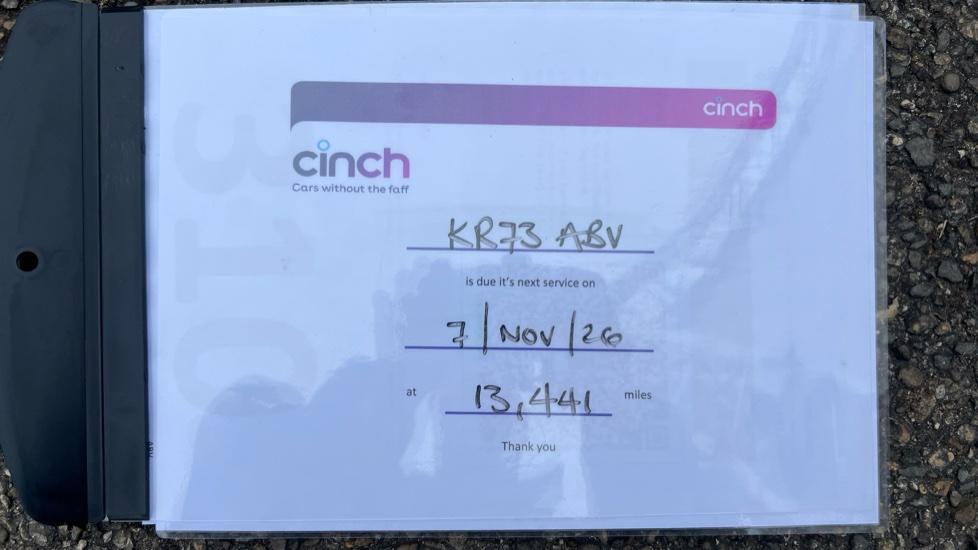 cinch
cinch
Cars without the faff
KR73 ABV
is due it's next service on
7/NOV/26
at 13,441 miles
Thank you
310